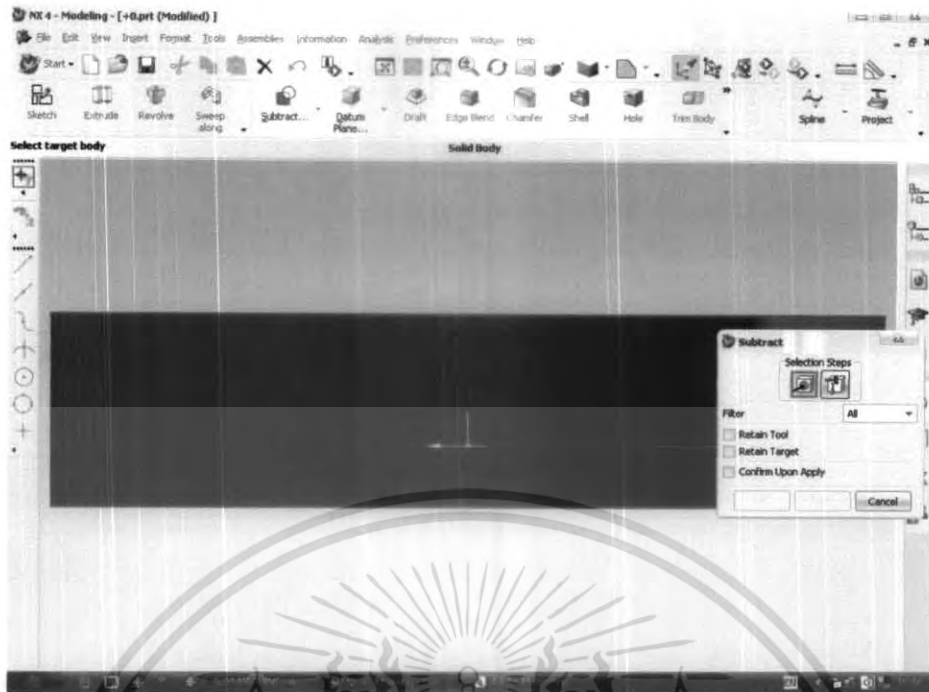 NX 4 - Modeling - [+0.prt (Modified) ]
File Edit View Insert Format Tools Assemblies Information Analysis Preferences Window Help
Start
Sketch Extrude Revolve Sweep along Subtract... Datum Plane... Draft Edge Blend Chamfer Shell Hole Trim Body Spline Project
Select target body Solid Body
Subtract
Selection Steps
Filter All
Retain Tool
Retain Target
Confirm Upon Apply
Cancel
EN